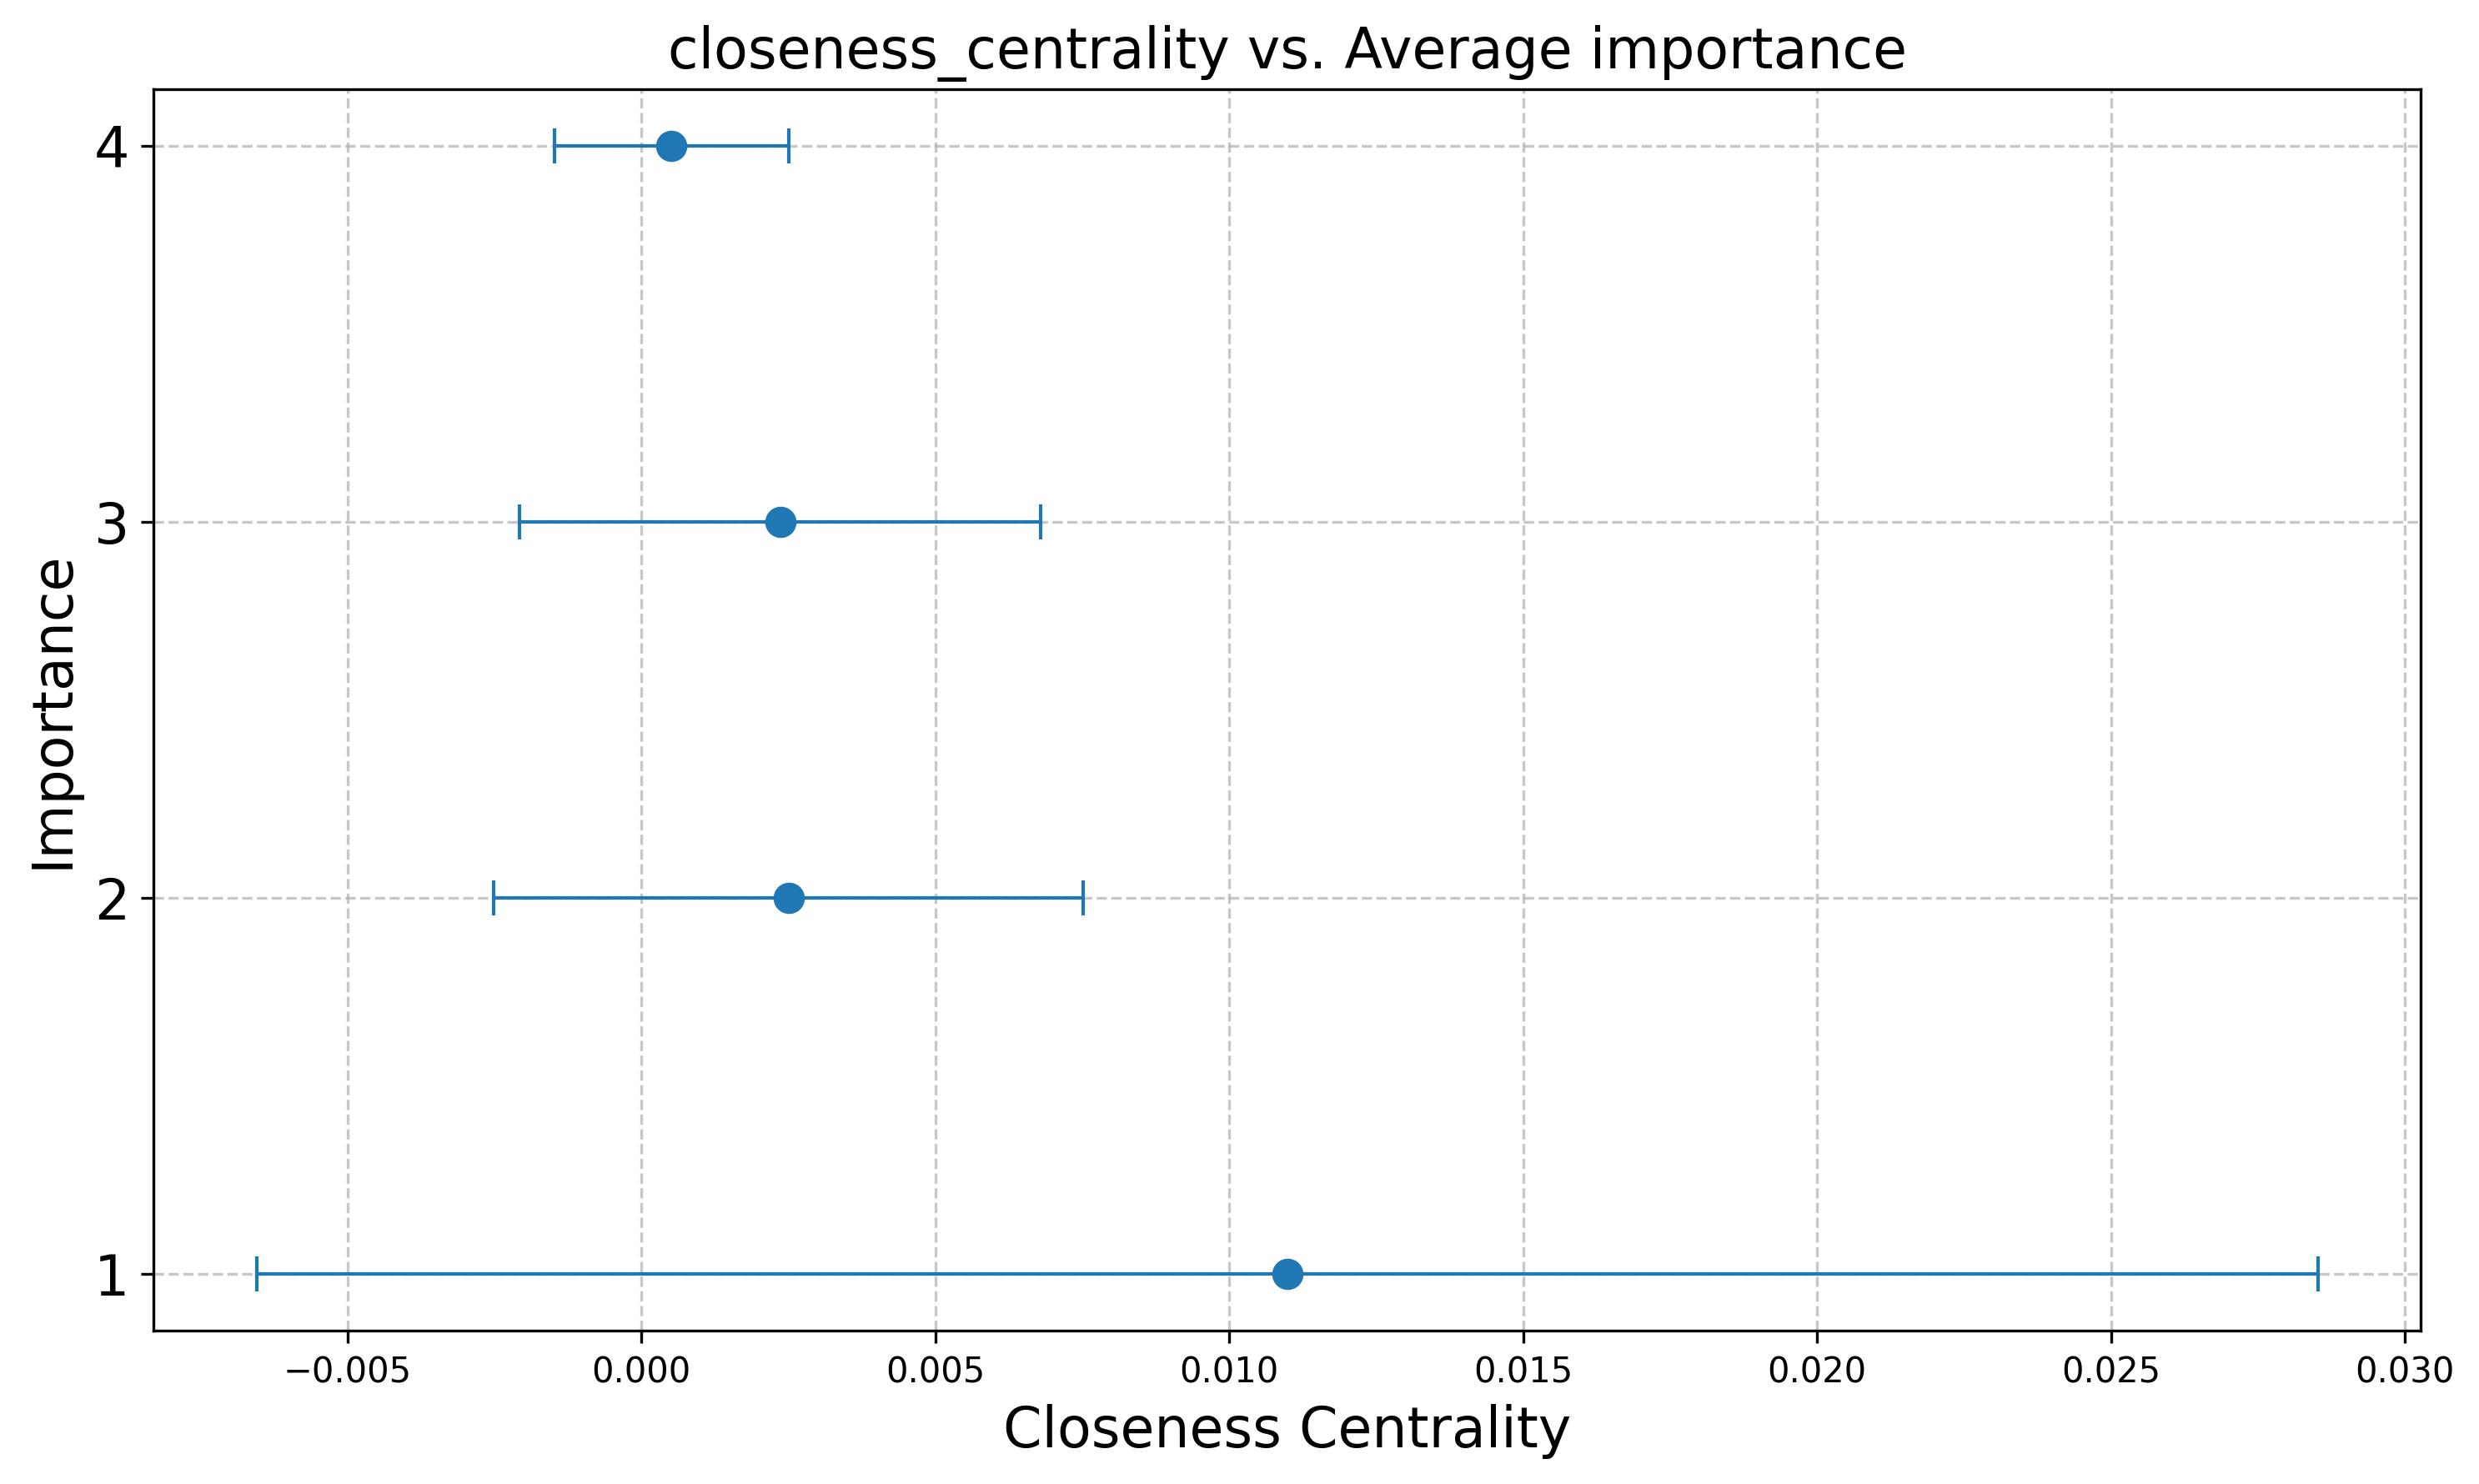 closeness_centrality vs. Average importance
Importance
4
3
2
1
−0.005 0.000 0.005 0.010 0.015 0.020 0.025 0.030
Closeness Centrality